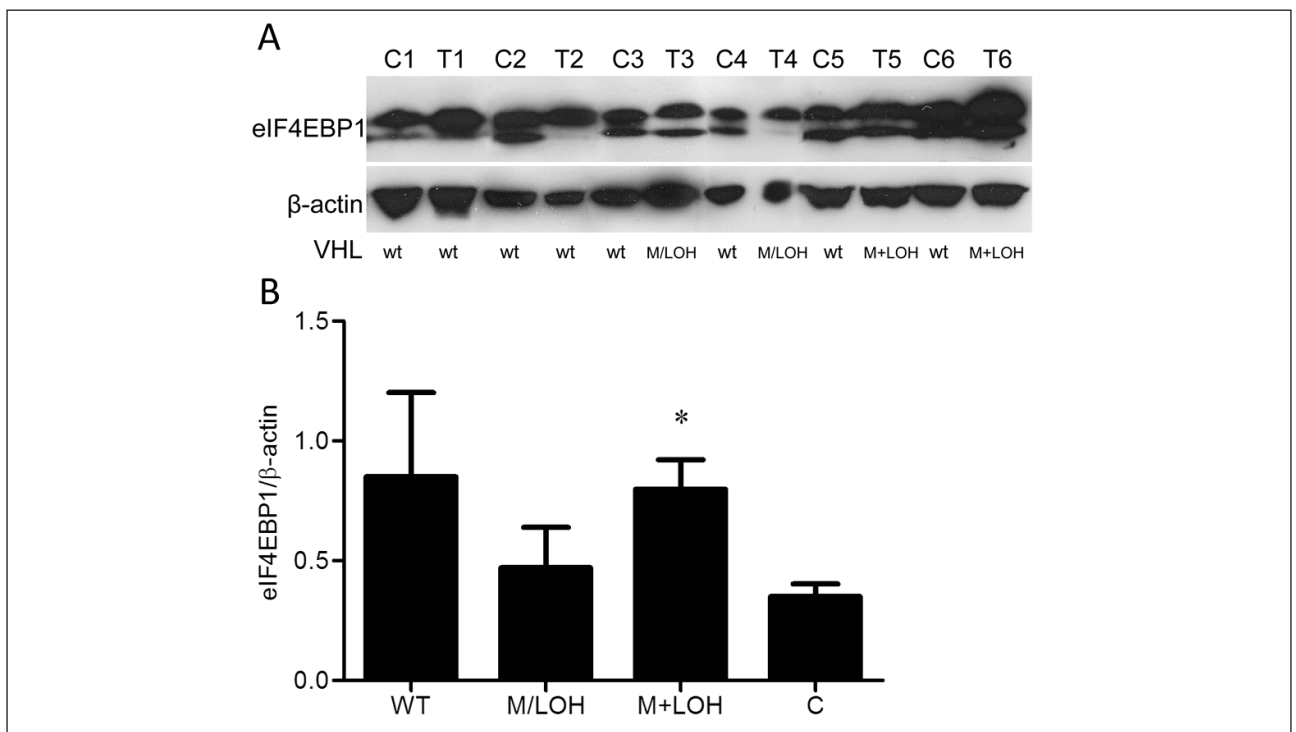 A
C1 T1 C2 T2 C3 T3 C4 T4 C5 T5 C6 T6
eIF4EBP1
β-actin
VHL wt wt wt wt wt M/LOH wt M/LOH wt M+LOH wt M+LOH
B
1.5
1.0
0.5
0.0
eIF4EBP1/β-actin
*
WT M/LOH M+LOH C